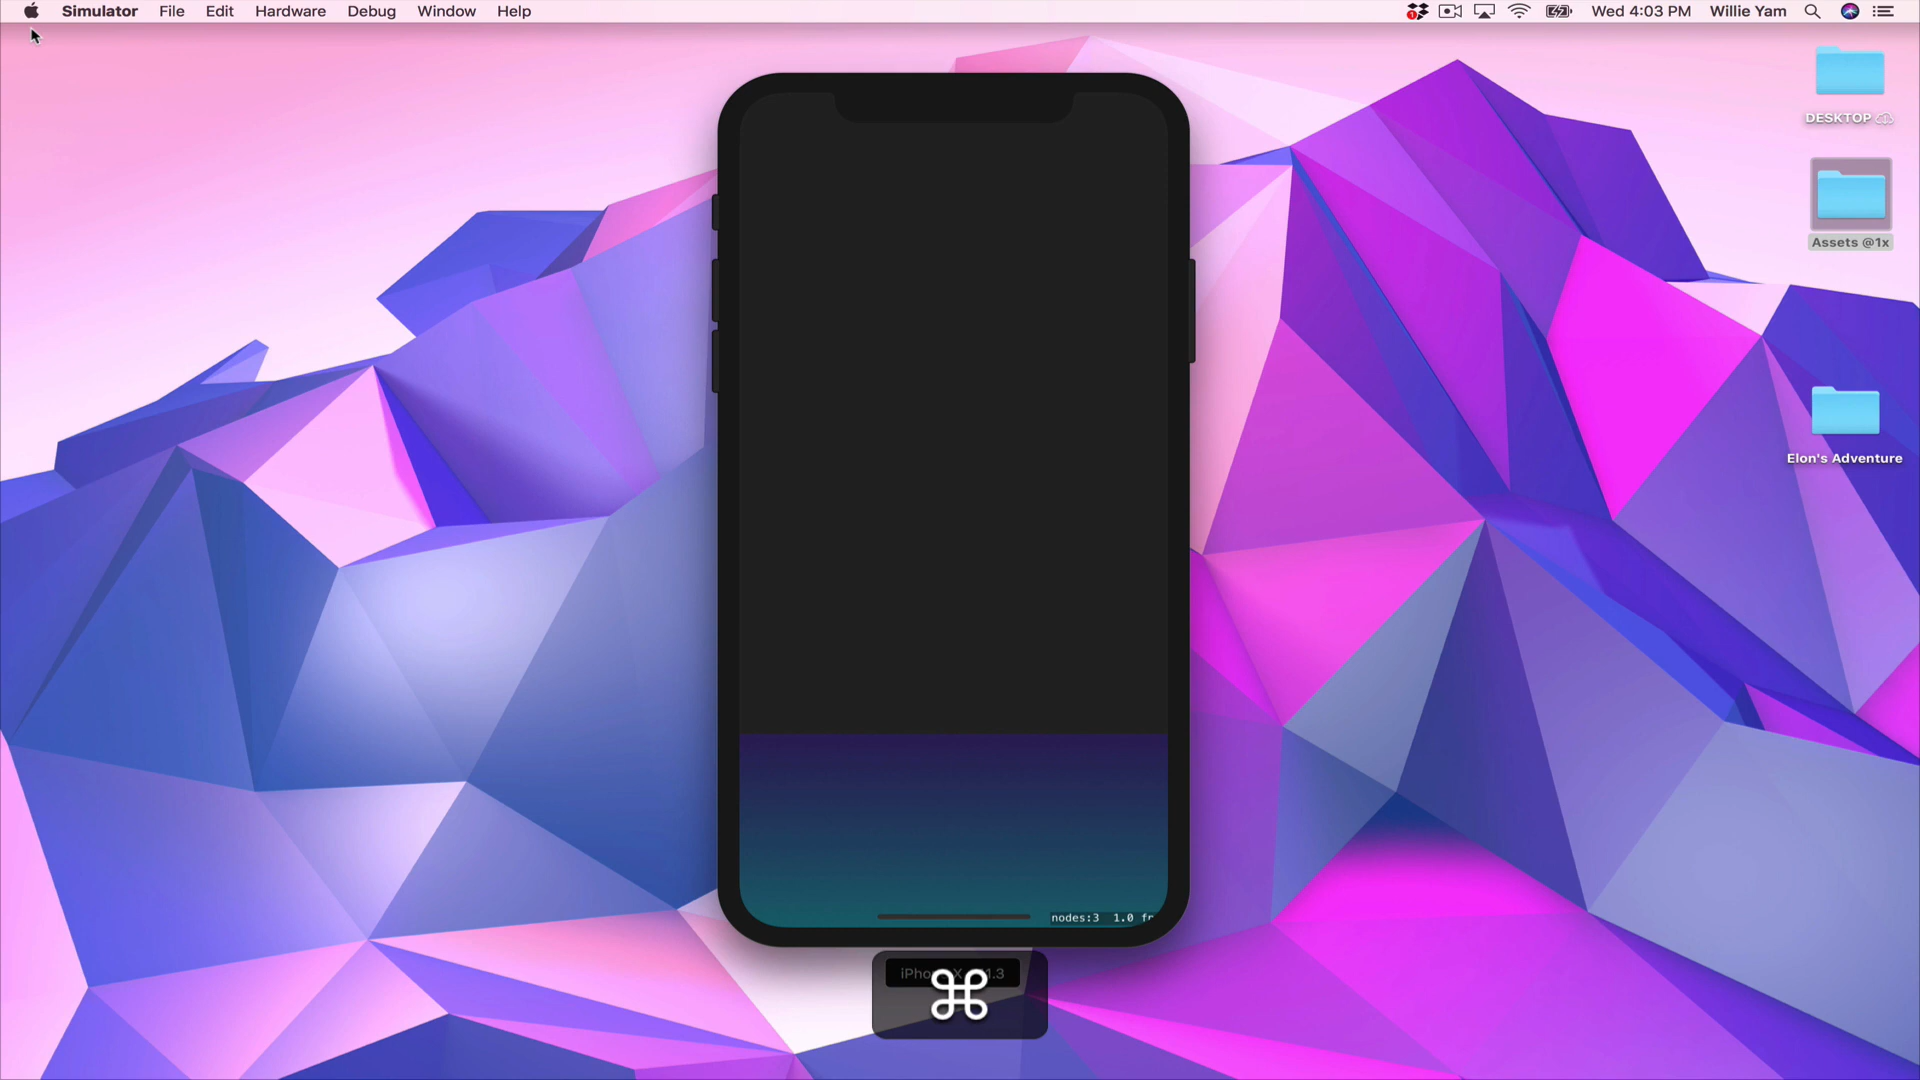 Simulator File Edit Hardware Debug Window Help
1
Wed 4:03 PM Willie Yam
DESKTOP
Assets @1x
Elon's Adventure
nodes:3 1.0
⌘